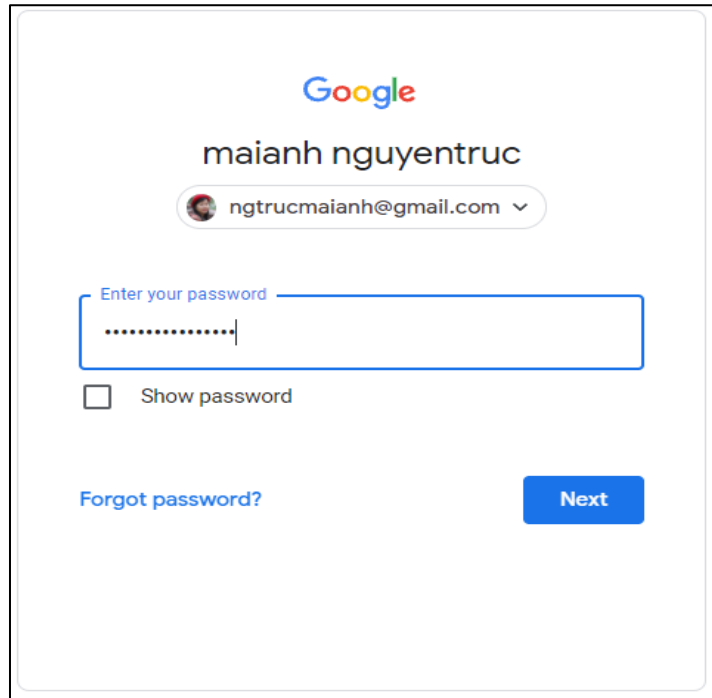 Google
maianh nguyentruc
ngtrucmaianh@gmail.com
Enter your password
••••••••••••••••
Show password
Forgot password?
Next